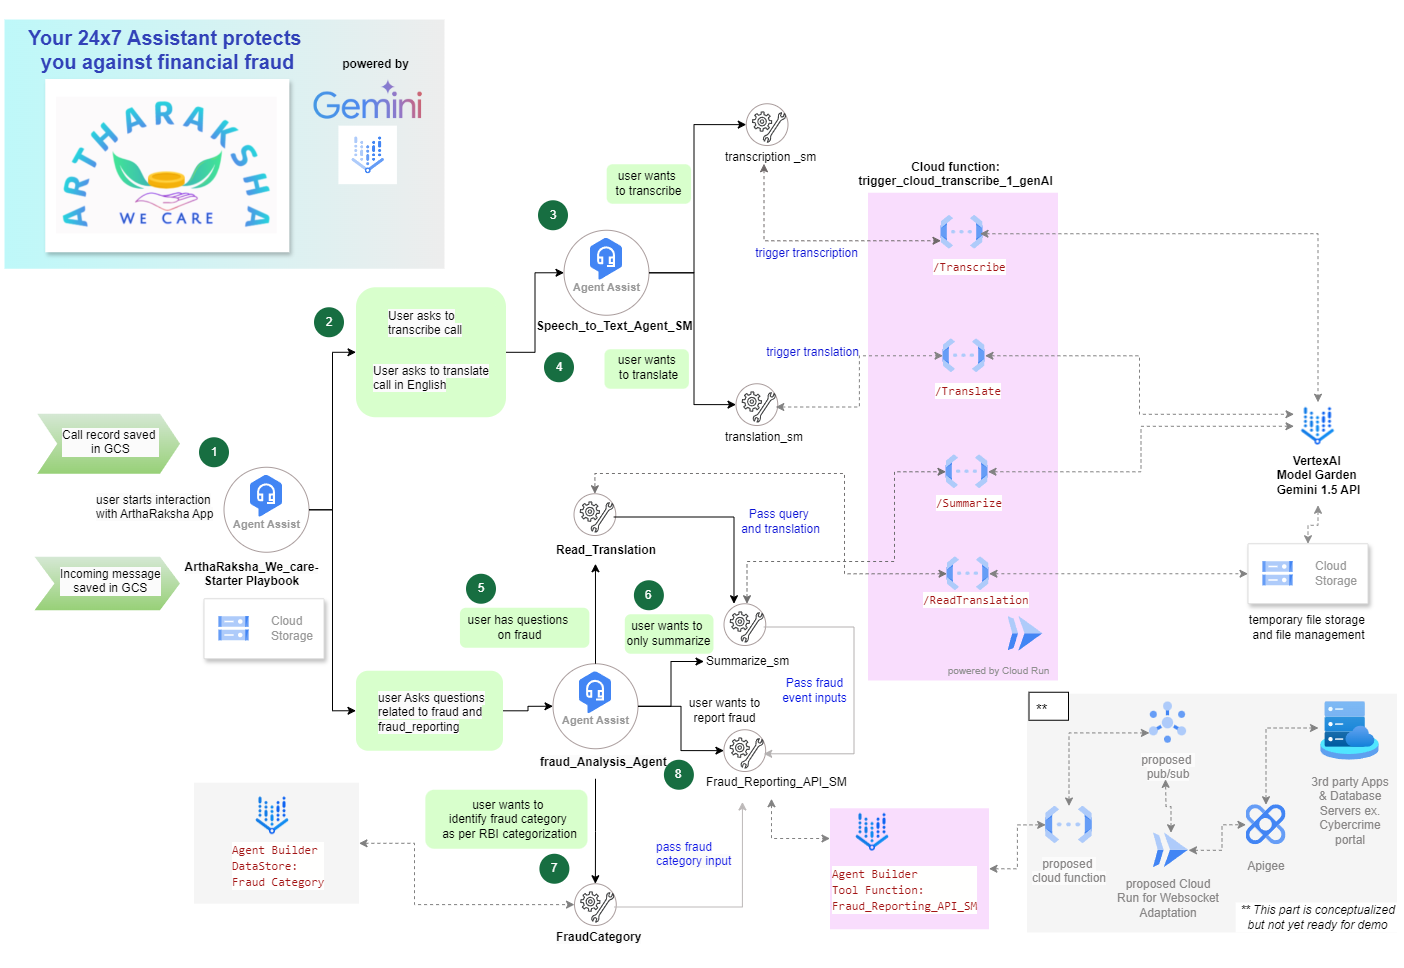 Your 24x7 Assistant protects
you against financial fraud
powered by
Gemini
ARTHARAKSHA
WE CARE
transcription _sm
user wants
to transcribe
Cloud function:
trigger_cloud_transcribe_1_genAI
3
Agent Assist
Speech_to_Text_Agent_SM
trigger transcription
/Transcribe
2
User asks to
transcribe call
User asks to translate
call in English
4
user wants
to translate
trigger translation
/Translate
translation_sm
Call record saved
in GCS
1
user starts interaction
with ArthaRaksha App
Agent Assist
ArthaRaksha_We_care-
Starter Playbook
Incoming message
saved in GCS
Cloud
Storage
VertexAI
Model Garden
Gemini 1.5 API
/Summarize
Pass query
and translation
Read_Translation
/ReadTranslation
Cloud
Storage
temporary file storage
and file management
powered by Cloud Run
5
user has questions
on fraud
6
user wants to
only summarize
Summarize_sm
Pass fraud
event inputs
user Asks questions
related to fraud and
fraud_reporting
Agent Assist
fraud_Analysis_Agent
user wants to
report fraud
8
Fraud_Reporting_API_SM
user wants to
identify fraud category
as per RBI categorization
7
pass fraud
category input
FraudCategory
Agent Builder
DataStore:
Fraud Category
Agent Builder
Tool Function:
Fraud_Reporting_API_SM
**
proposed
pub/sub
proposed
cloud function
proposed Cloud
Run for Websocket
Adaptation
Apigee
3rd party Apps
& Database
Servers ex.
Cybercrime
portal
** This part is conceptualized
but not yet ready for demo